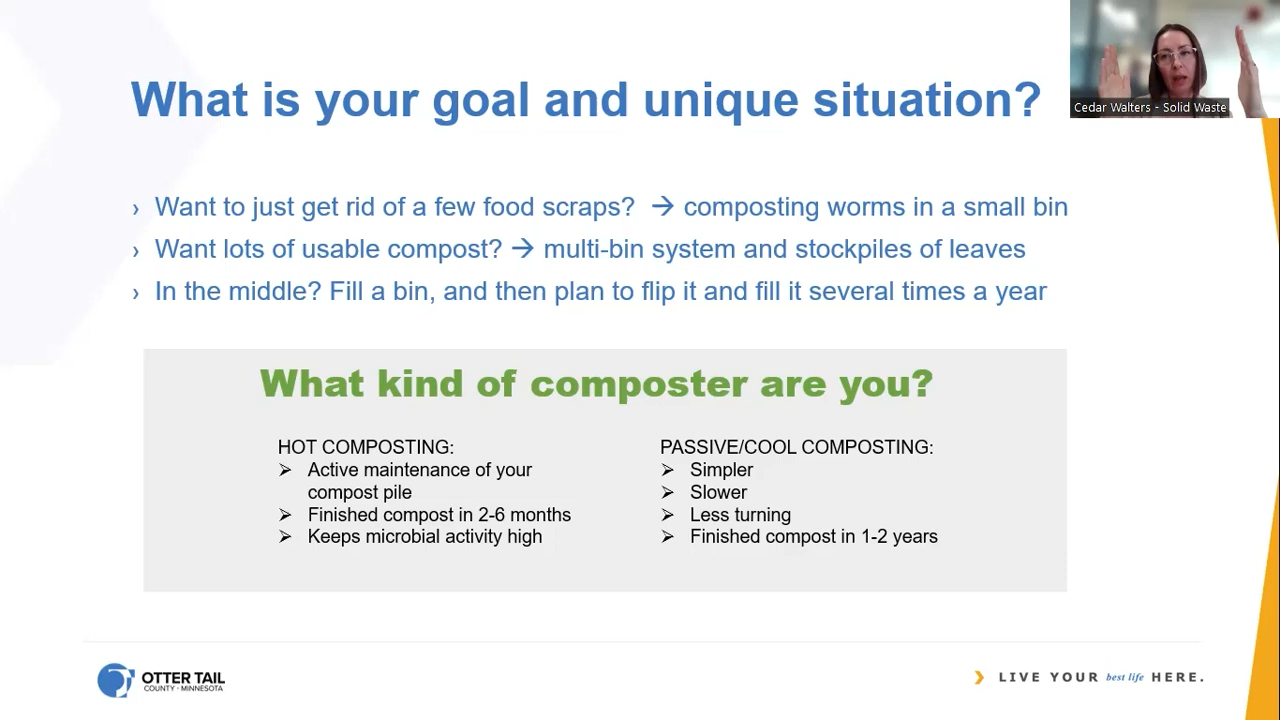 What is your goal and unique situation?
Cedar Walters - Solid Waste
› Want to just get rid of a few food scraps? → composting worms in a small bin
› Want lots of usable compost? → multi-bin system and stockpiles of leaves
› In the middle? Fill a bin, and then plan to flip it and fill it several times a year
What kind of composter are you?
HOT COMPOSTING:
➢ Active maintenance of your
compost pile
➢ Finished compost in 2-6 months
➢ Keeps microbial activity high
PASSIVE/COOL COMPOSTING:
➢ Simpler
➢ Slower
➢ Less turning
➢ Finished compost in 1-2 years
OTTER TAIL
COUNTY · MINNESOTA
LIVE YOUR best life HERE.